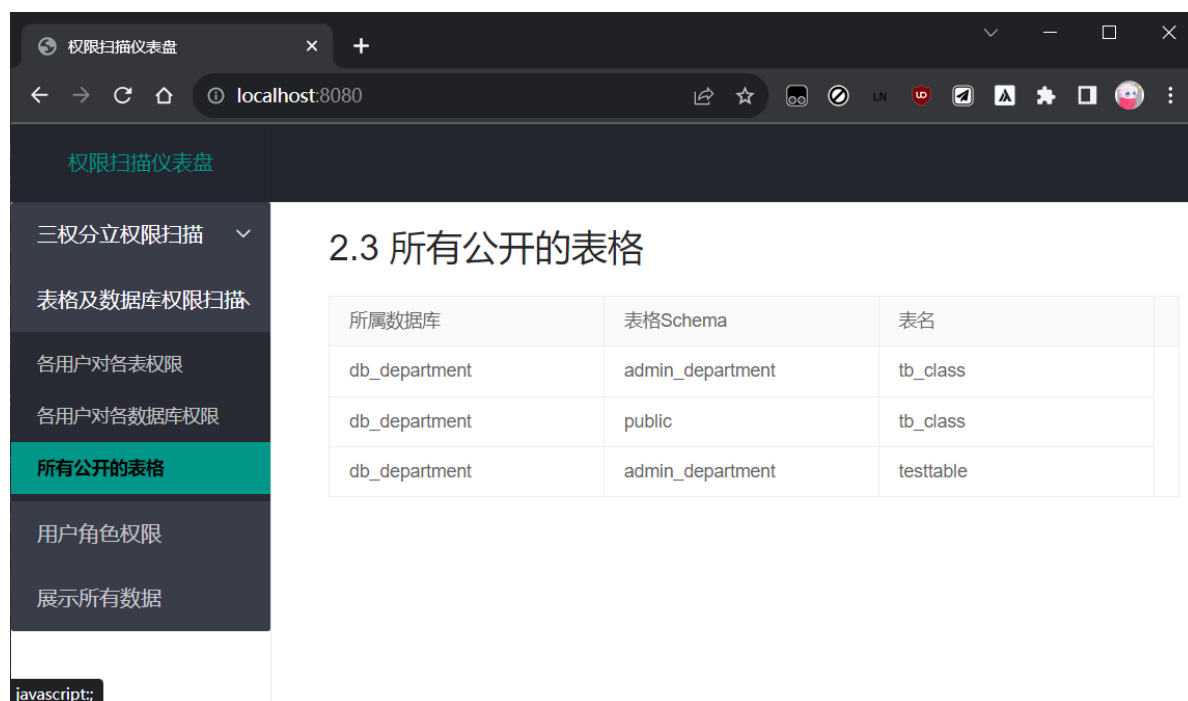 权限扫描仪表盘
localhost:8080
LN
权限扫描仪表盘
三权分立权限扫描
表格及数据库权限扫描
各用户对各表权限
各用户对各数据库权限
所有公开的表格
用户角色权限
展示所有数据
2.3 所有公开的表格
所属数据库 表格Schema 表名
db_department admin_department tb_class
db_department public tb_class
db_department admin_department testtable
javascript:;